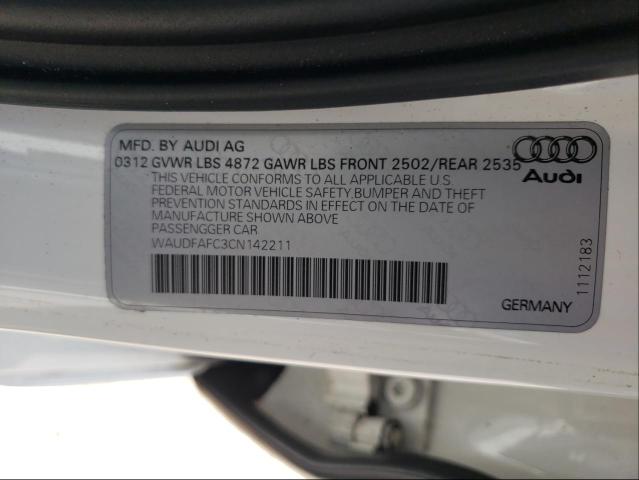 MFD. BY AUDI AG
0312 GVWR LBS 4872 GAWR LBS FRONT 2502/REAR 2535
THIS VEHICLE CONFORMS TO ALL APPLICABLE U.S.
FEDERAL MOTOR VEHICLE SAFETY,BUMPER AND THEFT
PREVENTION STANDARDS IN EFFECT ON THE DATE OF
MANUFACTURE SHOWN ABOVE
PASSENGGER CAR
WAUDFAFC3CN142211
Audi
1112183
GERMANY